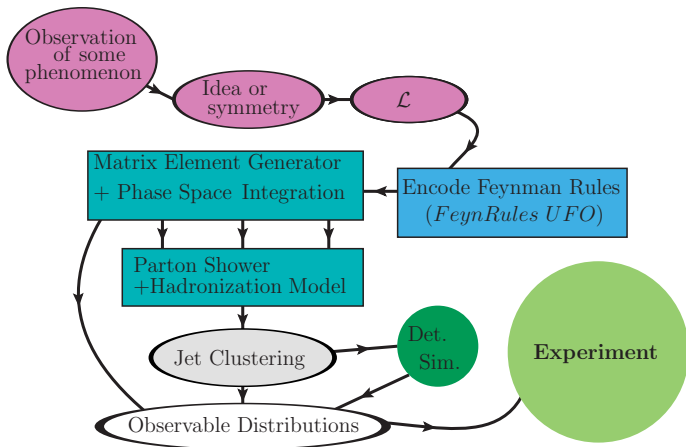 Observation
of some
phenomenon
Idea or
symmetry
ℒ
Matrix Element Generator
+ Phase Space Integration
Encode Feynman Rules
(FeynRules UFO)
Parton Shower
+Hadronization Model
Det.
Sim.
Jet Clustering
Experiment
Observable Distributions